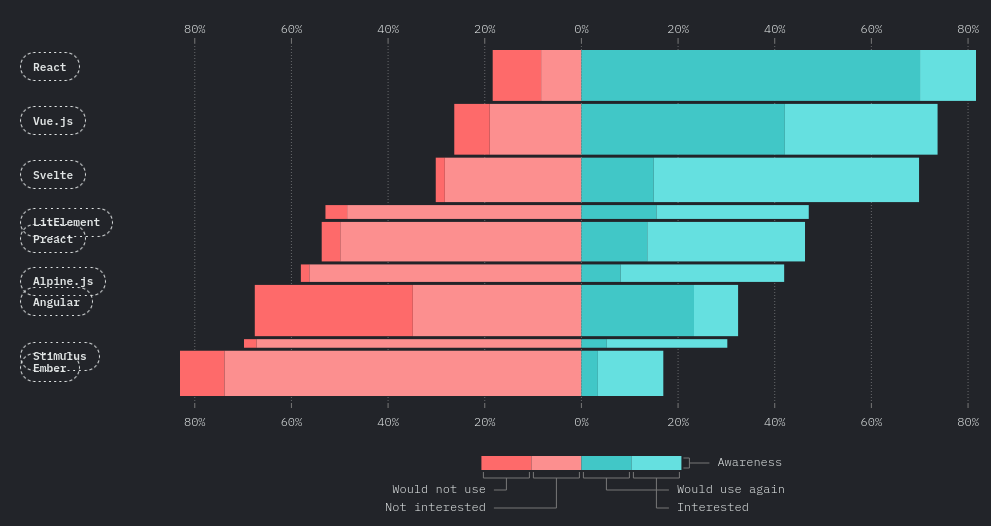 80% 60% 40% 20% 0% 20% 40% 60% 80%
React
Vue.js
Svelte
LitElement
Preact
Alpine.js
Angular
Stimulus
Ember
80% 60% 40% 20% 0% 20% 40% 60% 80%
Awareness
Would not use Would use again
Not interested Interested